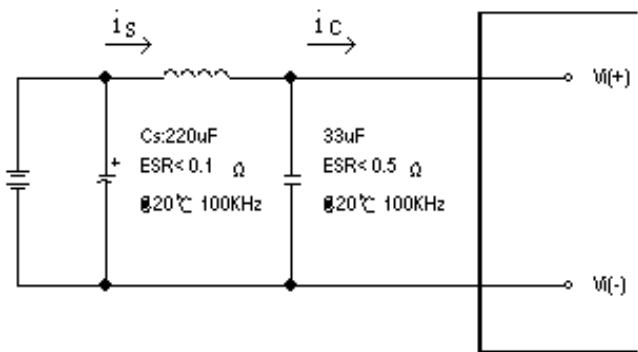 is
ic
Vi(+)
Cs:220uF
ESR< 0.1 Ω
@20℃ 100KHz
33uF
ESR< 0.5 Ω
@20℃ 100KHz
+
Vi(-)